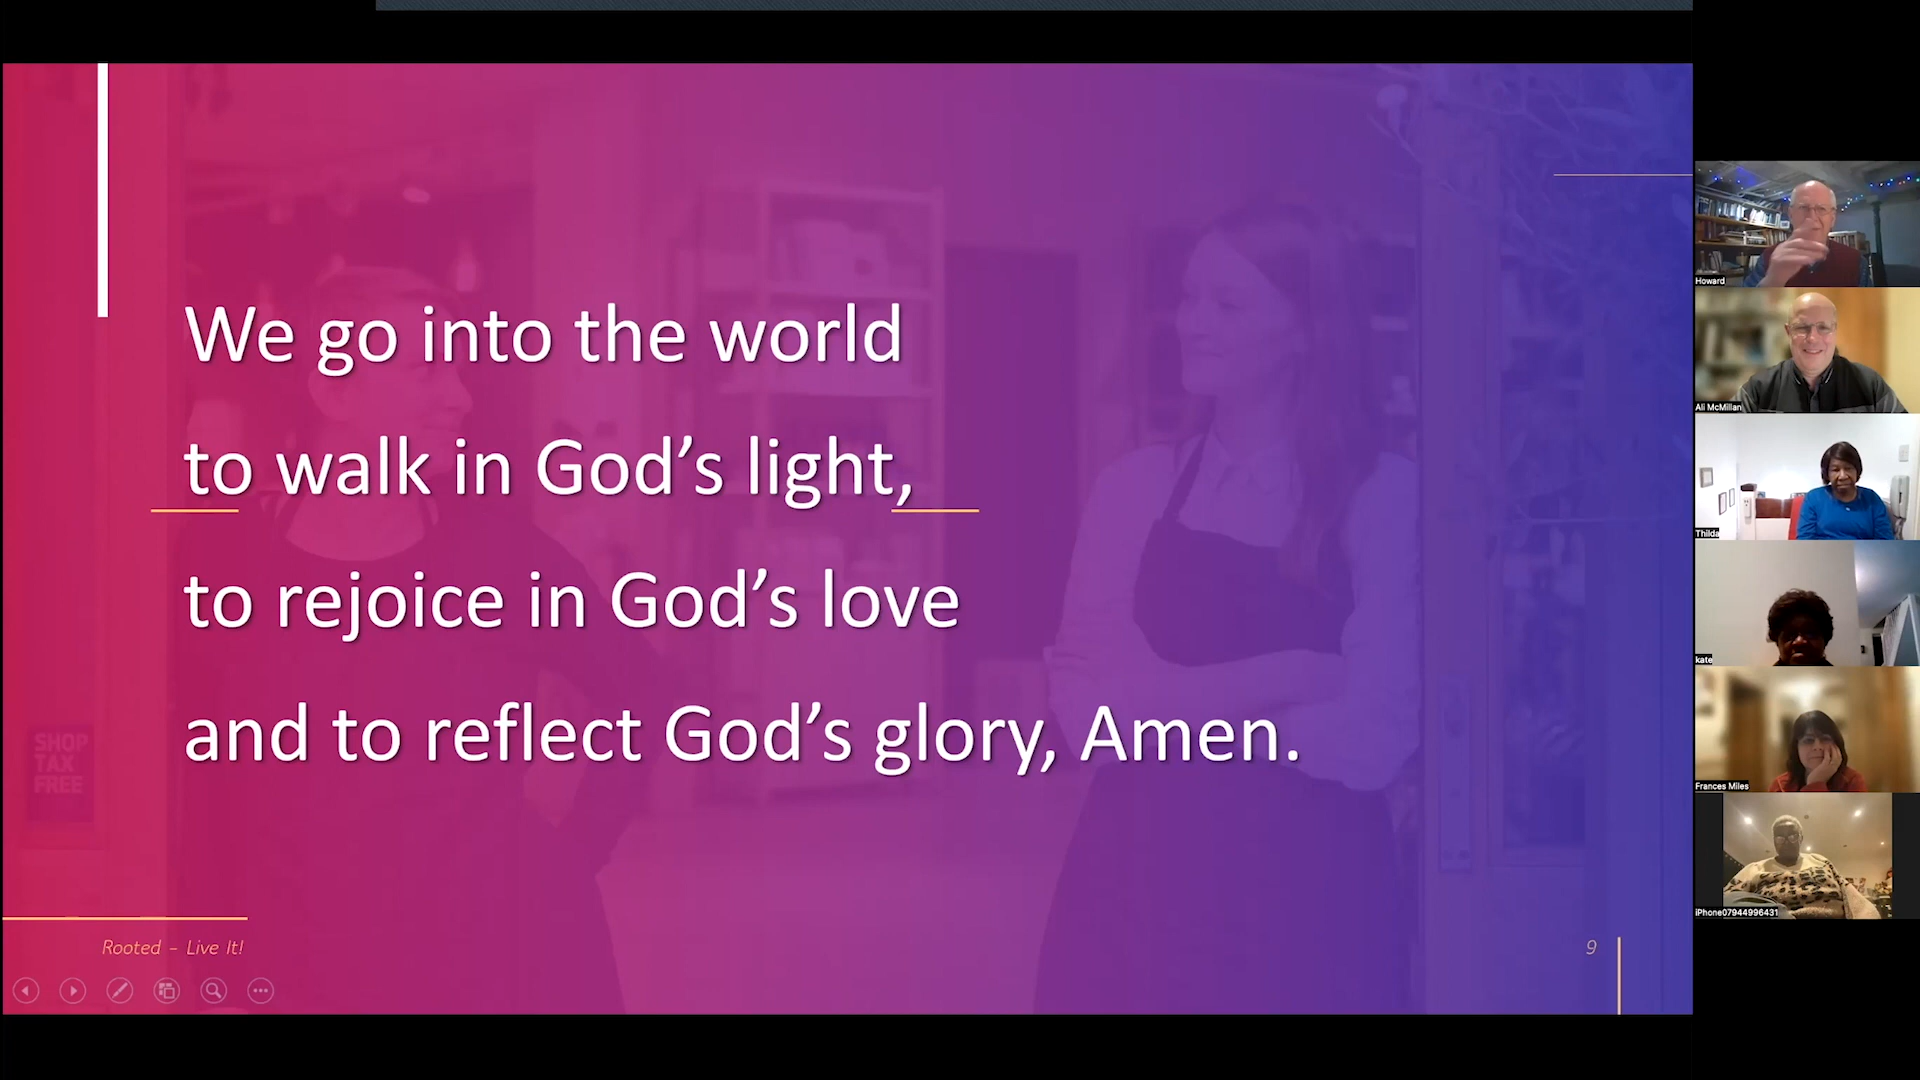 We go into the world
to walk in God’s light,
to rejoice in God’s love
and to reflect God’s glory, Amen.
SHOP
TAX
FREE
Rooted – Live It!
9
Howard
Ali McMillan
Thilda
kate
Frances Miles
iPhone07944996431